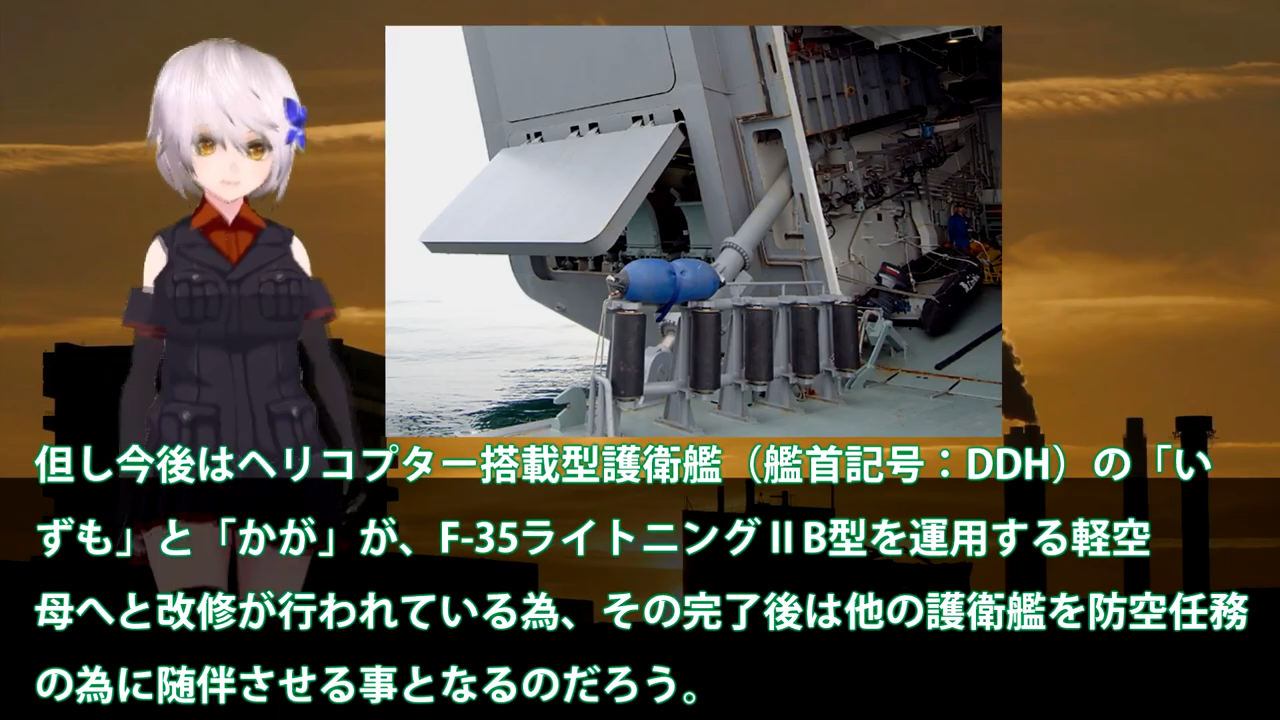 但し今後はヘリコプター搭載型護衛艦（艦首記号：DDH）の「い
ずも」と「かが」が、F-35ライトニングⅡB型を運用する軽空
母へと改修が行われている為、その完了後は他の護衛艦を防空任務
の為に随伴させる事となるのだろう。